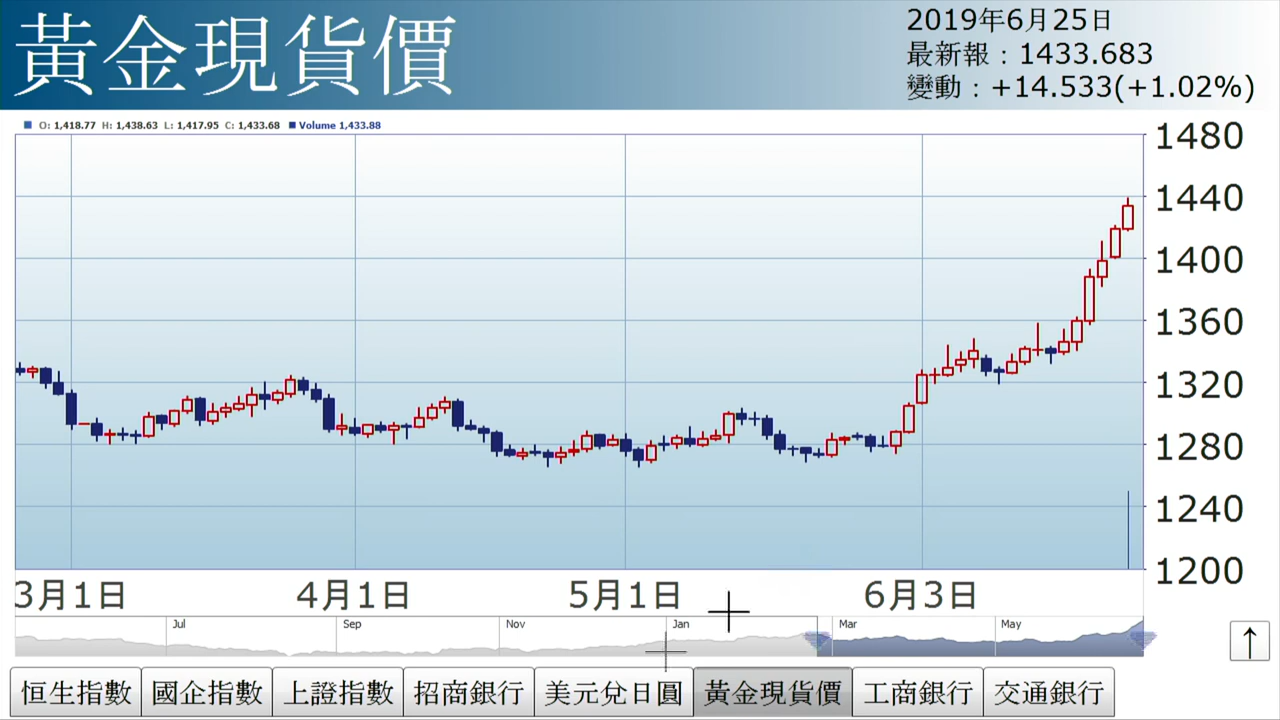 黃金現貨價
2019年6月25日
最新報：1433.683
變動：+14.533(+1.02%)
O: 1,418.77 H: 1,438.63 L: 1,417.95 C: 1,433.68 Volume 1,433.88
1480
1440
1400
1360
1320
1280
1240
1200
3月1日 4月1日 5月1日 6月3日
Jul Sep Nov Jan Mar May
↑
恒生指數 國企指數 上證指數 招商銀行 美元兌日圓 黃金現貨價 工商銀行 交通銀行